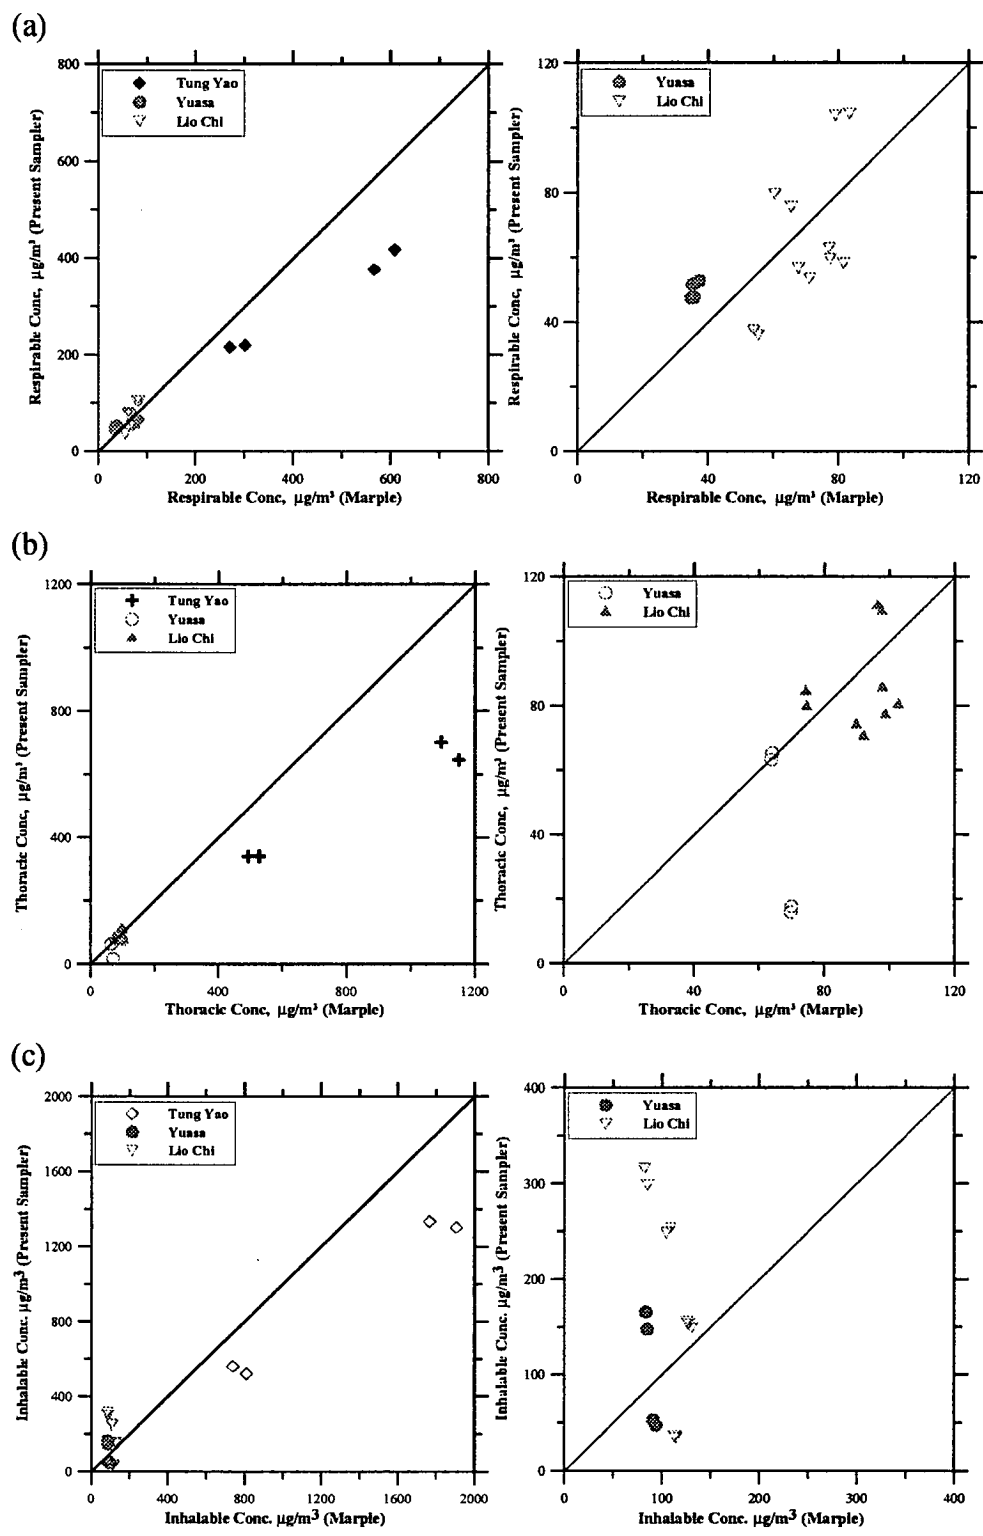 (a)
800
600
400
200
0
Respirable Conc, µg/m³ (Present Sampler)
Tung Yao
Yuasa
Lio Chi
0 200 400 600 800
Respirable Conc, µg/m³ (Marple)
120
80
40
0
Respirable Conc, µg/m³ (Present Sampler)
Yuasa
Lio Chi
0 40 80 120
Respirable Conc, µg/m³ (Marple)
(b)
1200
800
400
0
Thoracic Conc, µg/m³ (Present Sampler)
Tung Yao
Yuasa
Lio Chi
0 400 800 1200
Thoracic Conc, µg/m³ (Marple)
120
80
40
0
Thoracic Conc, µg/m³ (Present Sampler)
Yuasa
Lio Chi
0 40 80 120
Thoracic Conc, µg/m³ (Marple)
(c)
2000
1600
1200
800
400
0
Inhalable Conc. µg/m³ (Present Sampler)
Tung Yao
Yuasa
Lio Chi
0 400 800 1200 1600 2000
Inhalable Conc. µg/m³ (Marple)
400
300
200
100
0
Inhalable Conc. µg/m³ (Present Sampler)
Yuasa
Lio Chi
0 100 200 300 400
Inhalable Conc. µg/m³ (Marple)